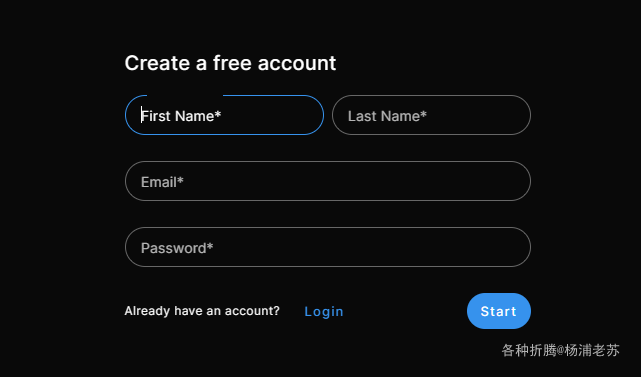 Create a free account
First Name* Last Name*
Email*
Password*
Already have an account? Login Start
各种折腾@杨浦老苏